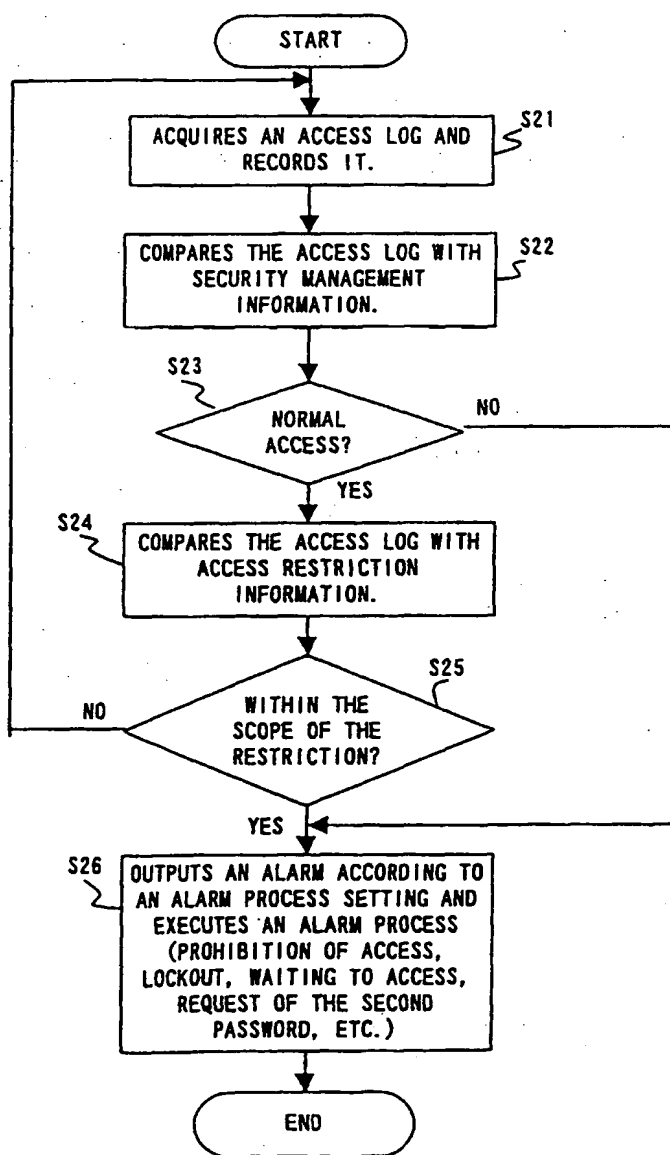 START
S21
ACQUIRES AN ACCESS LOG AND
RECORDS IT.
S22
COMPARES THE ACCESS LOG WITH
SECURITY MANAGEMENT
INFORMATION.
S23
NORMAL
ACCESS?
NO
YES
S24
COMPARES THE ACCESS LOG WITH
ACCESS RESTRICTION
INFORMATION.
S25
WITHIN THE
SCOPE OF THE
RESTRICTION?
NO
YES
S26
OUTPUTS AN ALARM ACCORDING TO
AN ALARM PROCESS SETTING AND
EXECUTES AN ALARM PROCESS
(PROHIBITION OF ACCESS,
LOCKOUT, WAITING TO ACCESS,
REQUEST OF THE SECOND
PASSWORD, ETC.)
END